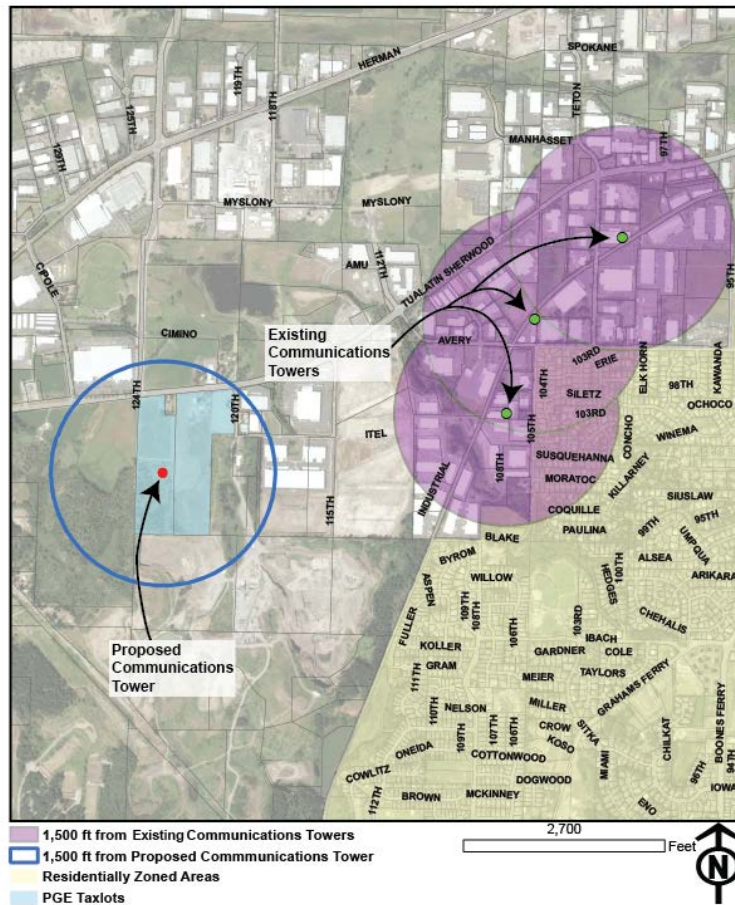 SPOKANE
HERMAN
119TH
118TH
TETON
125TH
129TH
MANHASSET
97TH
MYSLONY
MYSLONY
CIPOLE
AMU
112TH
TUALATIN SHERWOOD
95TH
CIMINO
Existing
Communications
Towers
AVERY
103RD
ERIE
ELK HORN
KAWANDA
124TH
120TH
104TH
SILETZ
98TH
OCHOCO
103RD
105TH
CONCHO
WINEMA
ITEL
SUSQUEHANNA
KILLARNEY
INDUSTRIAL
108TH
MORATOC
115TH
SIUSLAW
COQUILLE
95TH
BLAKE
PAULINA
99TH
UMPQUA
BYROM
ALSEA
WILLOW
HEDGES
100TH
ARIKARA
ASPEN
109TH
108TH
FULLER
103RD
CHEHALIS
106TH
IBACH
Proposed
Communications
Tower
KOLLER
GARDNER
COLE
GRAM
111TH
MEIER
TAYLORS
GRAHAMS FERRY
110TH
NELSON
MILLER
BOONES FERRY
109TH
107TH
106TH
CROW
SITKA
KOSO
CHILKAT
ONEIDA
COTTONWOOD
MIAMI
94TH
COWLITZ
DOGWOOD
96TH
112TH
BROWN
MCKINNEY
IOWA
ENO
1,500 ft from Existing Communications Towers
1,500 ft from Proposed Commmunications Tower
Residentially Zoned Areas
PGE Taxlots
2,700
Feet
N